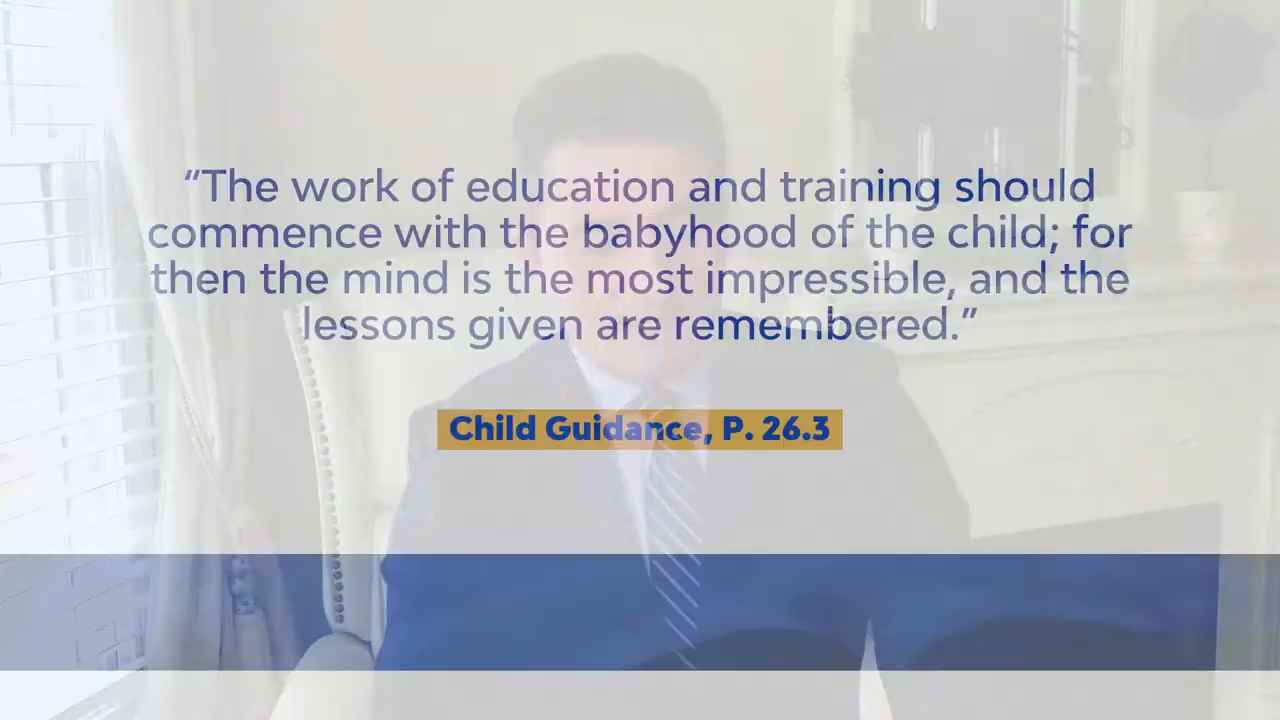 “The work of education and training should
commence with the babyhood of the child; for
then the mind is the most impressible, and the
lessons given are remembered.”
Child Guidance, P. 26.3